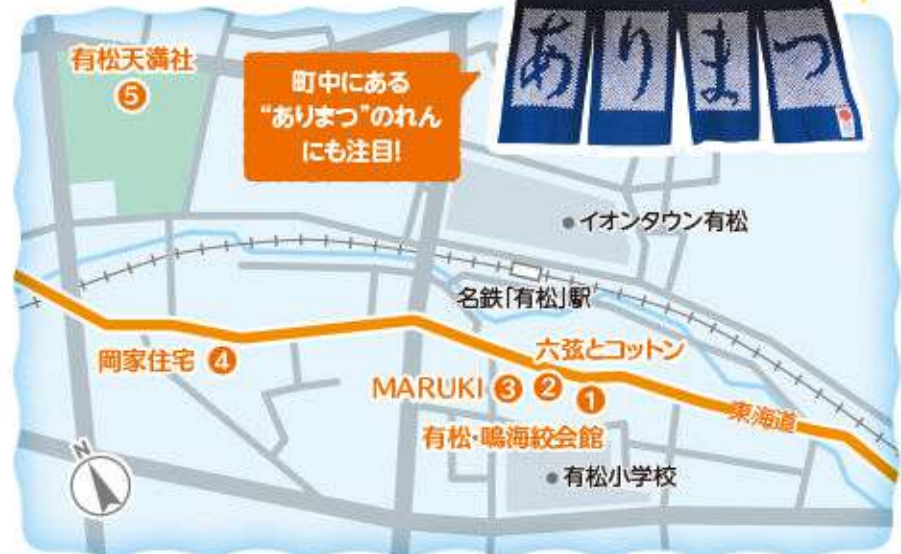 ありまつ
有松天満社
⑤
町中にある
“ありまつ”のれん
にも注目!
イオンタウン有松
名鉄「有松」駅
岡家住宅 ④
六弦とコットン
MARUKI ③ ② ①
東海道
有松・鳴海絞会館
有松小学校
N